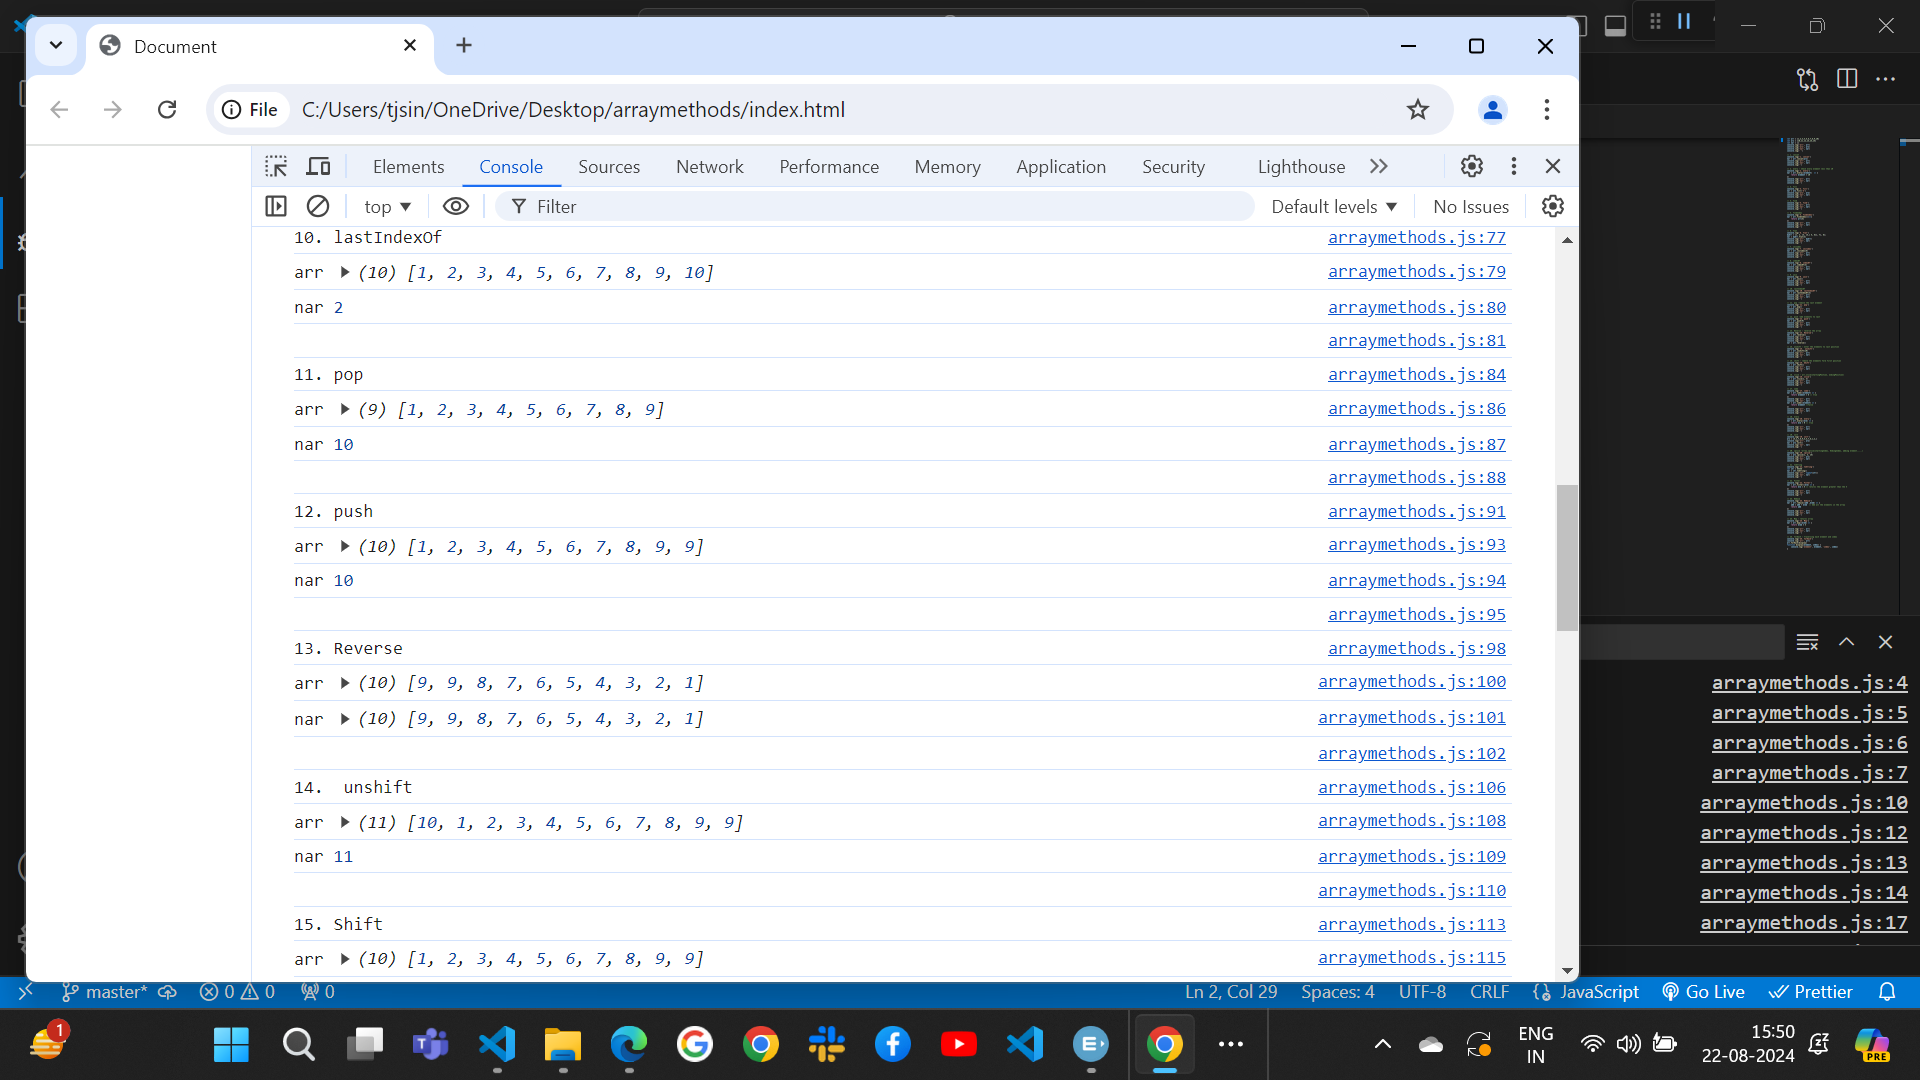 Document
File C:/Users/tjsin/OneDrive/Desktop/arraymethods/index.html
Elements Console Sources Network Performance Memory Application Security Lighthouse
top Filter Default levels No Issues
10. lastIndexOf arraymethods.js:77
arr (10) [1, 2, 3, 4, 5, 6, 7, 8, 9, 10] arraymethods.js:79
nar 2 arraymethods.js:80
arraymethods.js:81
11. pop arraymethods.js:84
arr (9) [1, 2, 3, 4, 5, 6, 7, 8, 9] arraymethods.js:86
nar 10 arraymethods.js:87
arraymethods.js:88
12. push arraymethods.js:91
arr (10) [1, 2, 3, 4, 5, 6, 7, 8, 9, 9] arraymethods.js:93
nar 10 arraymethods.js:94
arraymethods.js:95
13. Reverse arraymethods.js:98
arr (10) [9, 9, 8, 7, 6, 5, 4, 3, 2, 1] arraymethods.js:100
nar (10) [9, 9, 8, 7, 6, 5, 4, 3, 2, 1] arraymethods.js:101
arraymethods.js:102
14.  unshift arraymethods.js:106
arr (11) [10, 1, 2, 3, 4, 5, 6, 7, 8, 9, 9] arraymethods.js:108
nar 11 arraymethods.js:109
arraymethods.js:110
15. Shift arraymethods.js:113
arr (10) [1, 2, 3, 4, 5, 6, 7, 8, 9, 9] arraymethods.js:115
arraymethods.js:4
arraymethods.js:5
arraymethods.js:6
arraymethods.js:7
arraymethods.js:10
arraymethods.js:12
arraymethods.js:13
arraymethods.js:14
arraymethods.js:17
master* 0 0 0 Ln 2, Col 29 Spaces: 4 UTF-8 CRLF JavaScript Go Live Prettier
1
ENG
IN
15:50
22-08-2024
PRE